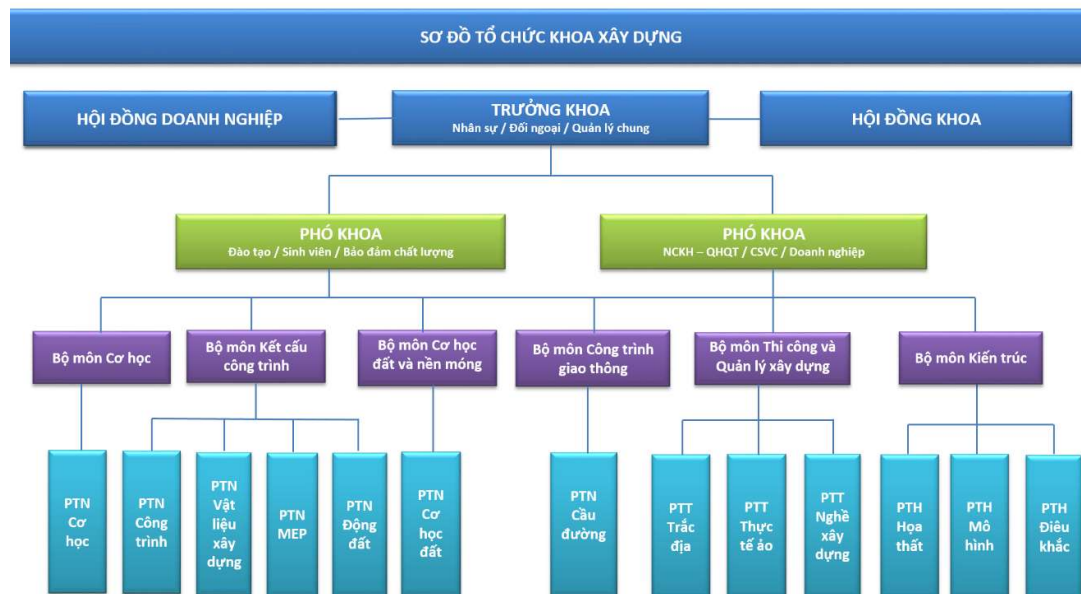 SƠ ĐỒ TỔ CHỨC KHOA XÂY DỰNG
HỘI ĐỒNG DOANH NGHIỆP
TRƯỞNG KHOA
Nhân sự / Đối ngoại / Quản lý chung
HỘI ĐỒNG KHOA
PHÓ KHOA
Đào tạo / Sinh viên / Bảo đảm chất lượng
PHÓ KHOA
NCKH – QHQT / CSVC / Doanh nghiệp
Bộ môn Cơ học
Bộ môn Kết cấu
công trình
Bộ môn Cơ học
đất và nền móng
Bộ môn Công trình
giao thông
Bộ môn Thi công và
Quản lý xây dựng
Bộ môn Kiến trúc
PTN
Cơ
học
PTN
Công
trình
PTN
Vật
liệu
xây
dựng
PTN
MEP
PTN
Động
đất
PTN
Cơ
học
đất
PTN
Cầu
đường
PTT
Trắc
địa
PTT
Thực
tế ảo
PTT
Nghề
xây
dựng
PTH
Họa
thất
PTH
Mô
hình
PTH
Điêu
khắc